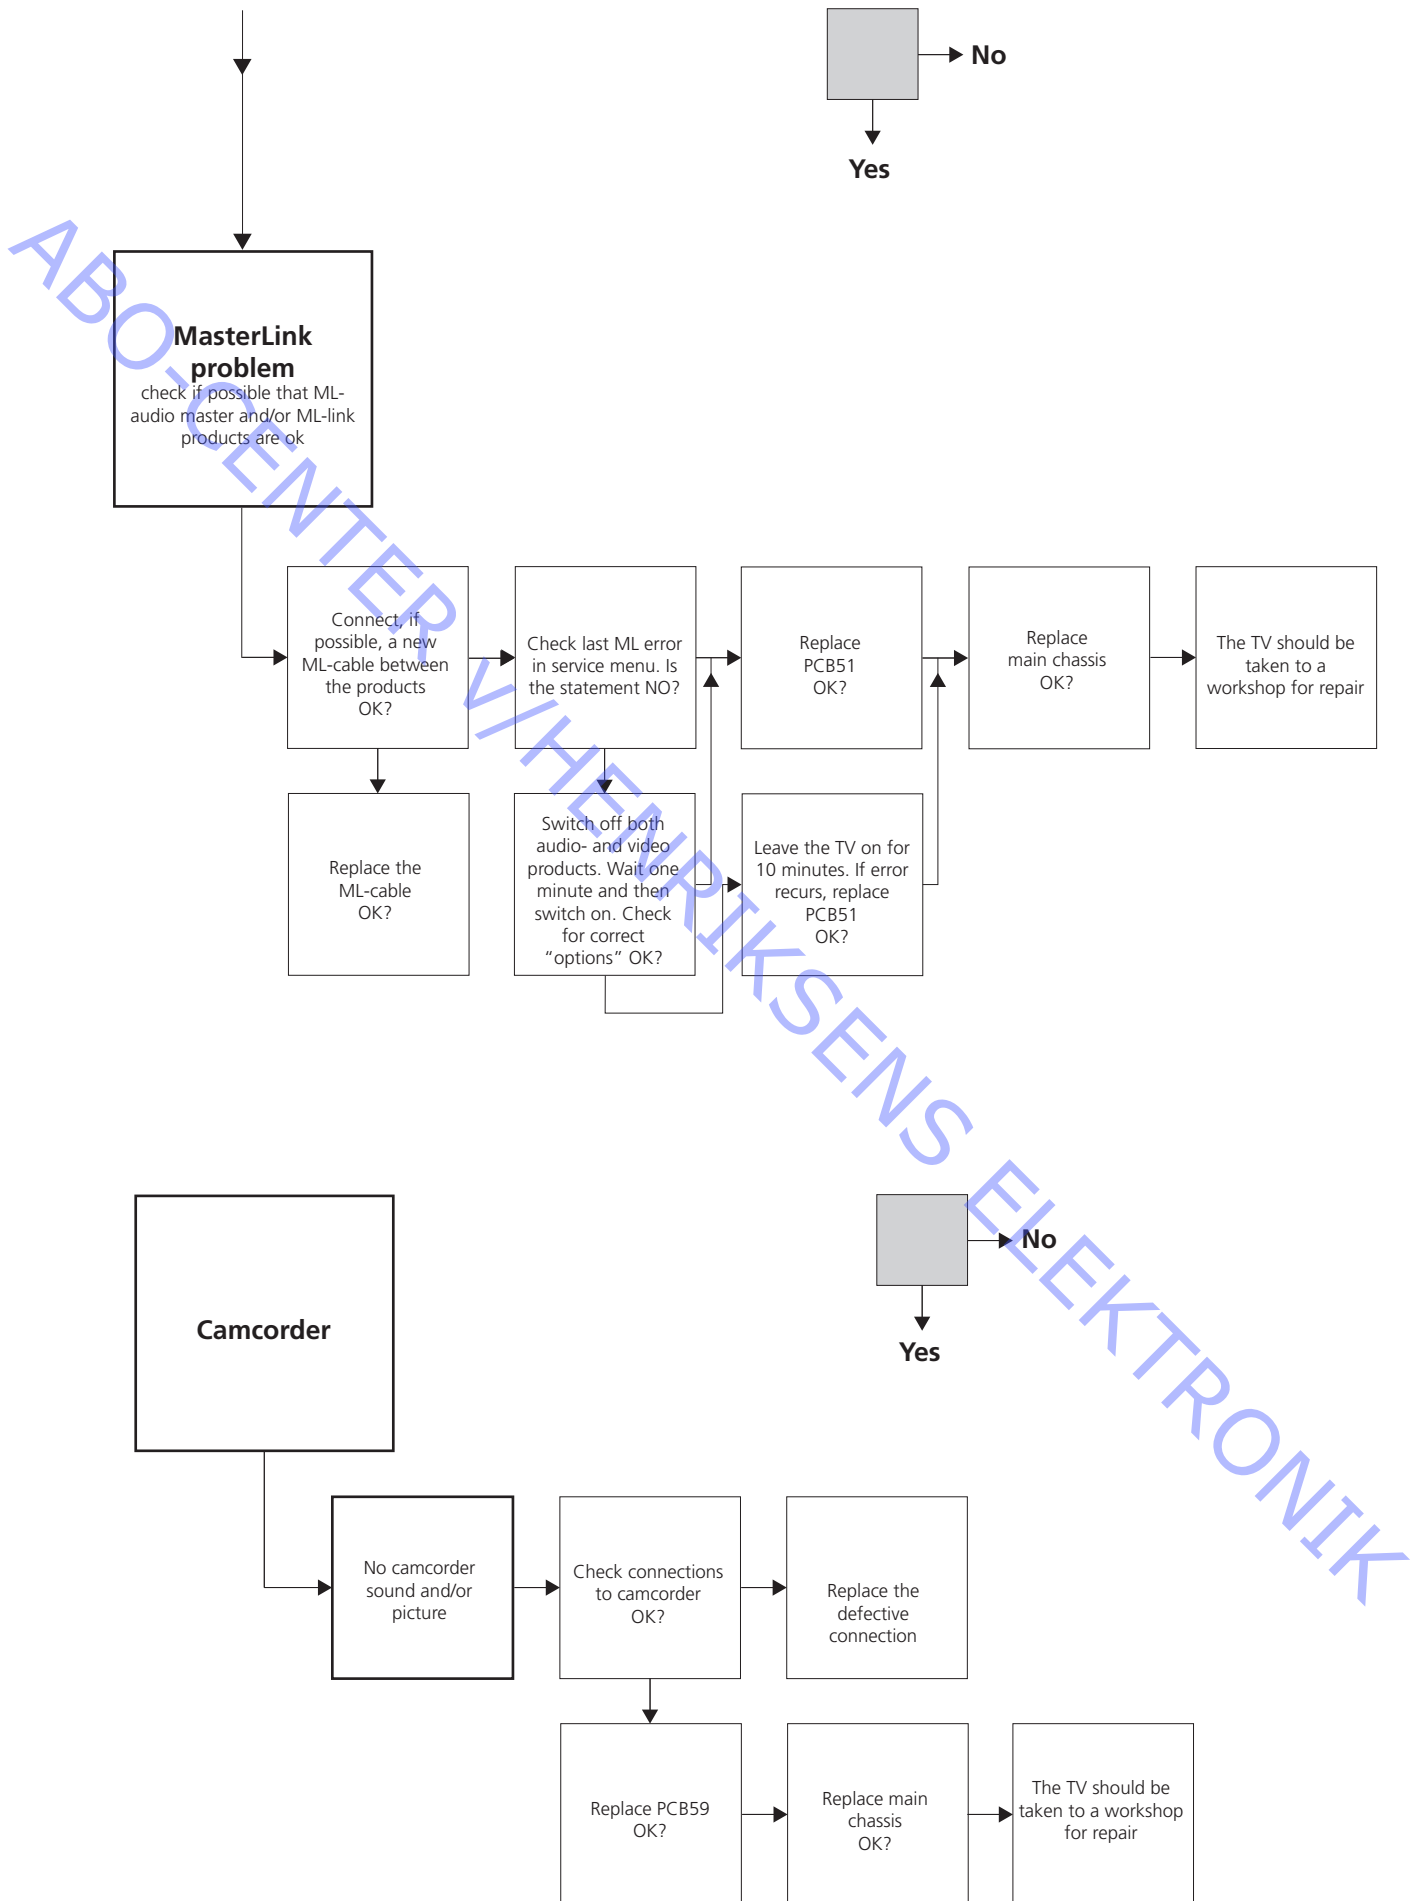 No
Yes
MasterLink
problem
check if possible that ML-
audio master and/or ML-link
products are ok
Connect, if
possible, a new
ML-cable between
the products
OK?
Check last ML error
in service menu. Is
the statement NO?
Replace
PCB51
OK?
Replace
main chassis
OK?
The TV should be
taken to a
workshop for repair
Replace the
ML-cable
OK?
Switch off both
audio- and video
products. Wait one
minute and then
switch on. Check
for correct
“options” OK?
Leave the TV on for
10 minutes. If error
recurs, replace
PCB51
OK?
ABO-CENTER v/HENRIKSENS ELEKTRONIK
Camcorder
No
Yes
No camcorder
sound and/or
picture
Check connections
to camcorder
OK?
Replace the
defective
connection
Replace PCB59
OK?
Replace main
chassis
OK?
The TV should be
taken to a workshop
for repair